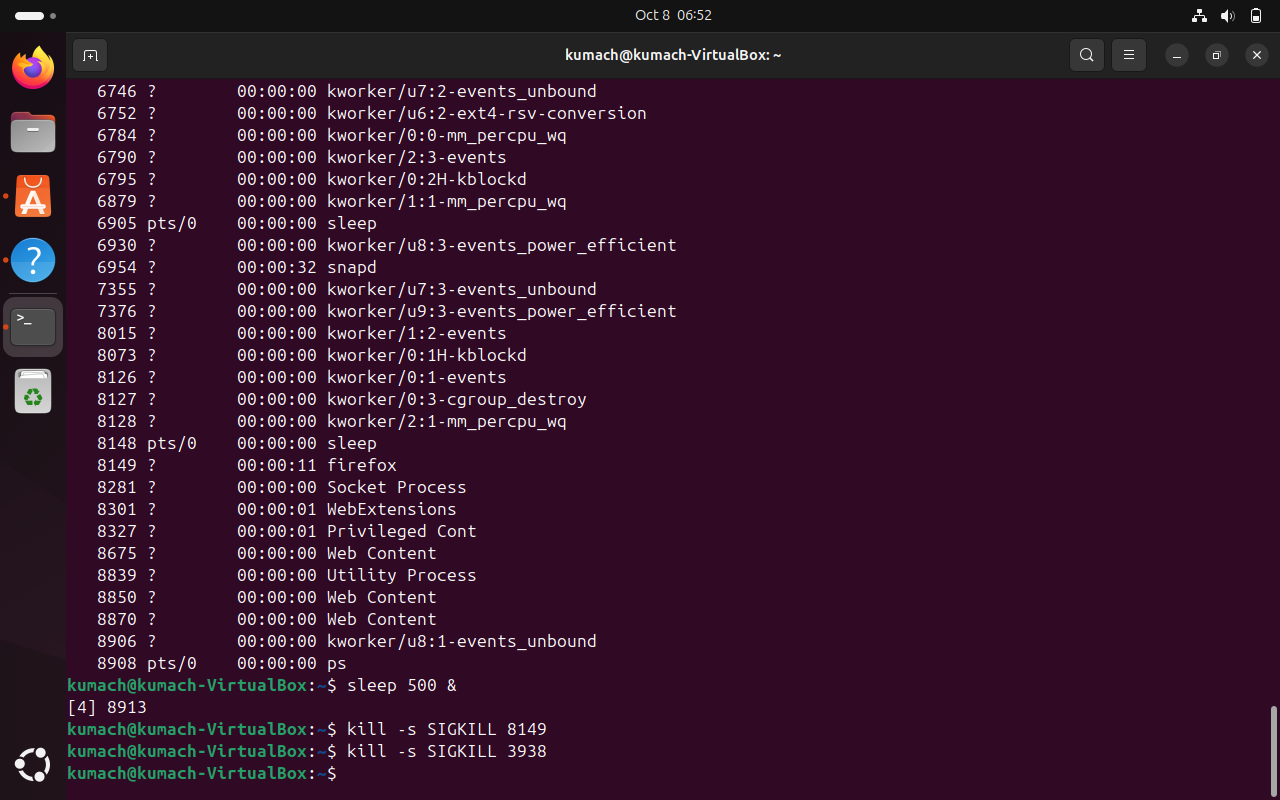 Oct 8 06:52
kumach@kumach-VirtualBox: ~
6746 ? 00:00:00 kworker/u7:2-events_unbound
6752 ? 00:00:00 kworker/u6:2-ext4-rsv-conversion
6784 ? 00:00:00 kworker/0:0-mm_percpu_wq
6790 ? 00:00:00 kworker/2:3-events
6795 ? 00:00:00 kworker/0:2H-kblockd
6879 ? 00:00:00 kworker/1:1-mm_percpu_wq
6905 pts/0 00:00:00 sleep
6930 ? 00:00:00 kworker/u8:3-events_power_efficient
6954 ? 00:00:32 snapd
7355 ? 00:00:00 kworker/u7:3-events_unbound
7376 ? 00:00:00 kworker/u9:3-events_power_efficient
8015 ? 00:00:00 kworker/1:2-events
8073 ? 00:00:00 kworker/0:1H-kblockd
8126 ? 00:00:00 kworker/0:1-events
8127 ? 00:00:00 kworker/0:3-cgroup_destroy
8128 ? 00:00:00 kworker/2:1-mm_percpu_wq
8148 pts/0 00:00:00 sleep
8149 ? 00:00:11 firefox
8281 ? 00:00:00 Socket Process
8301 ? 00:00:01 WebExtensions
8327 ? 00:00:01 Privileged Cont
8675 ? 00:00:00 Web Content
8839 ? 00:00:00 Utility Process
8850 ? 00:00:00 Web Content
8870 ? 00:00:00 Web Content
8906 ? 00:00:00 kworker/u8:1-events_unbound
8908 pts/0 00:00:00 ps
kumach@kumach-VirtualBox:~$ sleep 500 &
[4] 8913
kumach@kumach-VirtualBox:~$ kill -s SIGKILL 8149
kumach@kumach-VirtualBox:~$ kill -s SIGKILL 3938
kumach@kumach-VirtualBox:~$